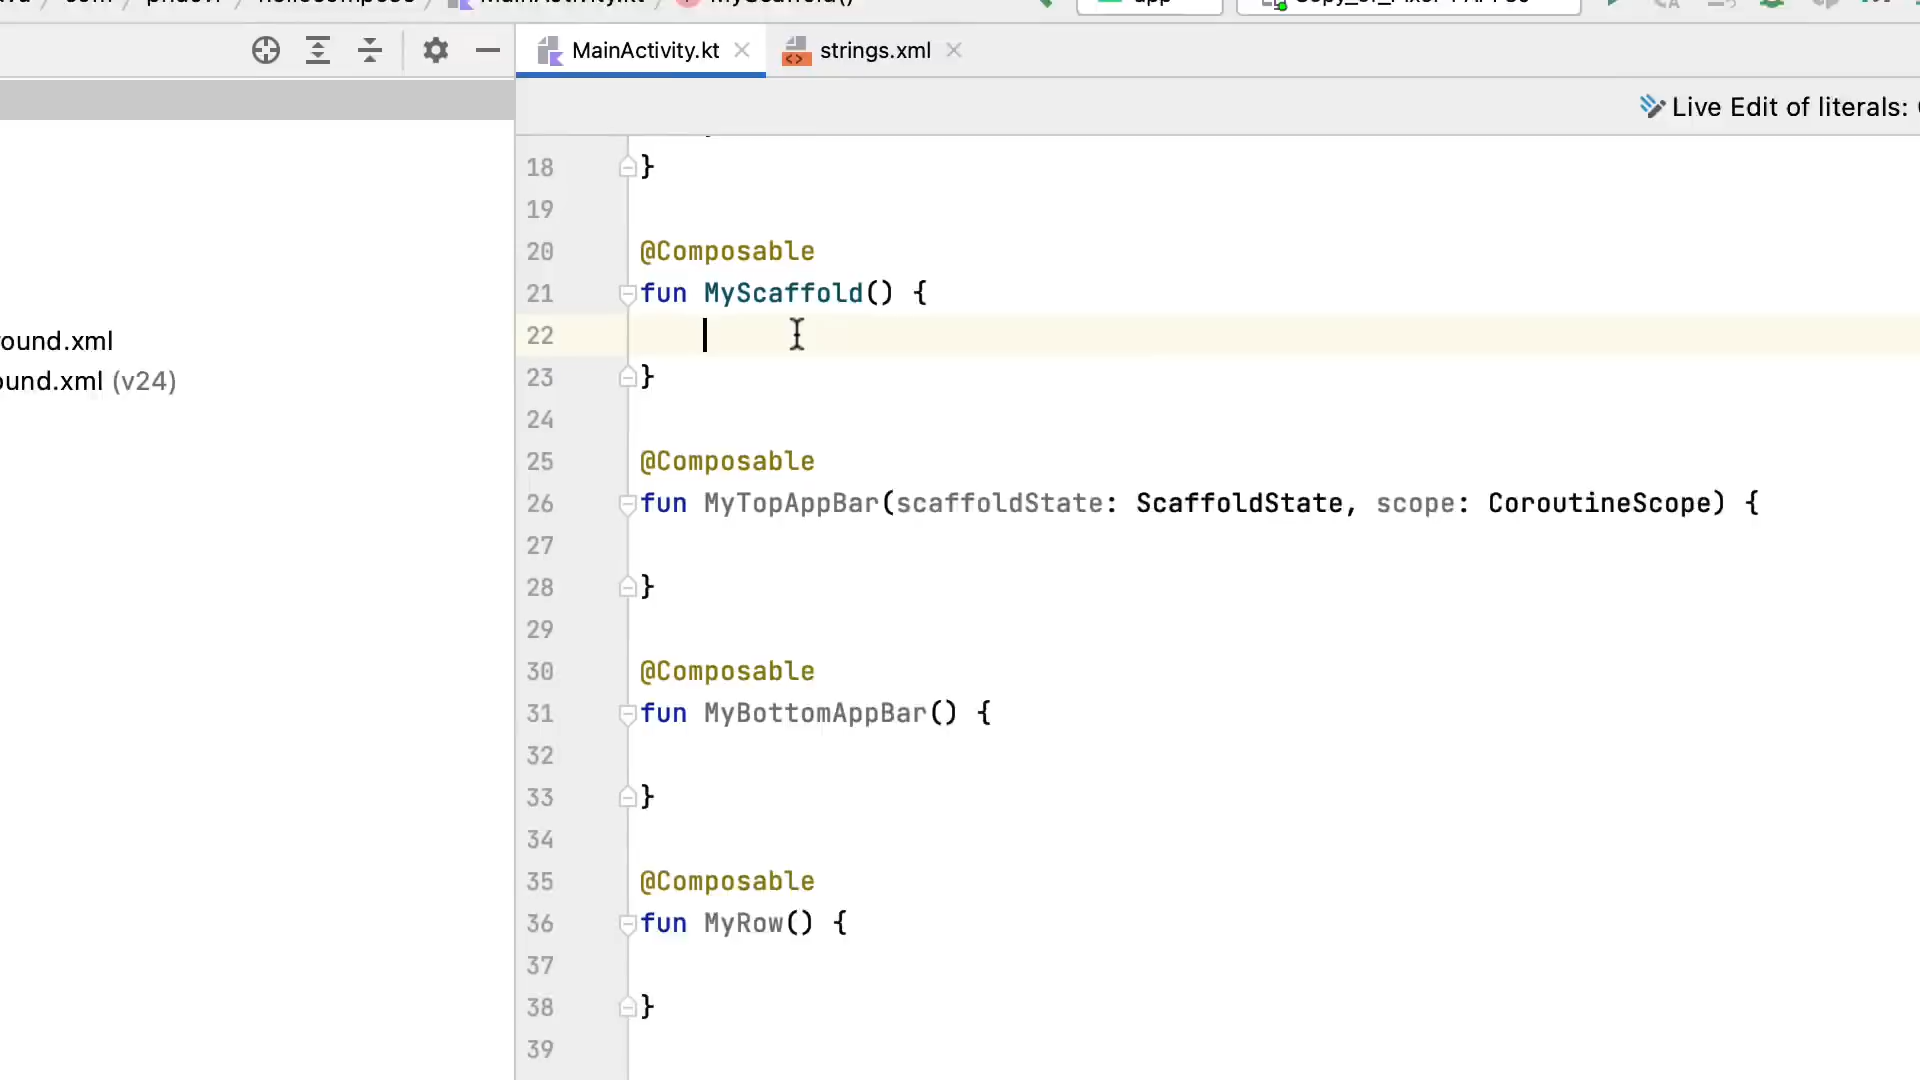 MainActivity.kt
MainActivity.kt
strings.xml
Live Edit of literals:
ound.xml
ound.xml (v24)
18 }
19
20 @Composable
21 fun MyScaffold() {
22
23 }
24
25 @Composable
26 fun MyTopAppBar(scaffoldState: ScaffoldState, scope: CoroutineScope) {
27
28 }
29
30 @Composable
31 fun MyBottomAppBar() {
32
33 }
34
35 @Composable
36 fun MyRow() {
37
38 }
39